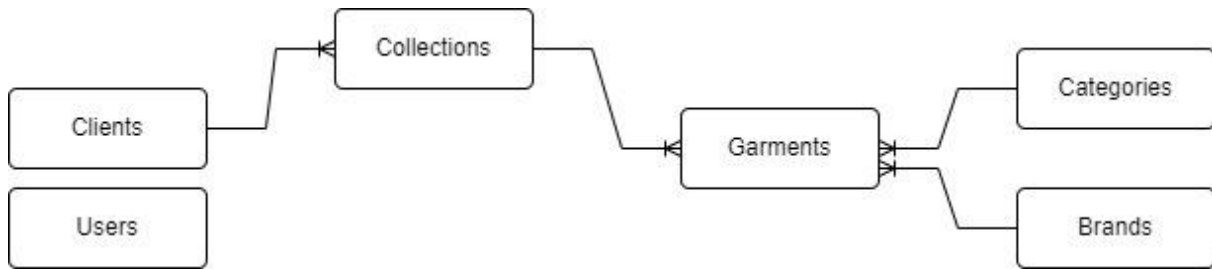 Collections
Clients
Users
Garments
Categories
Brands